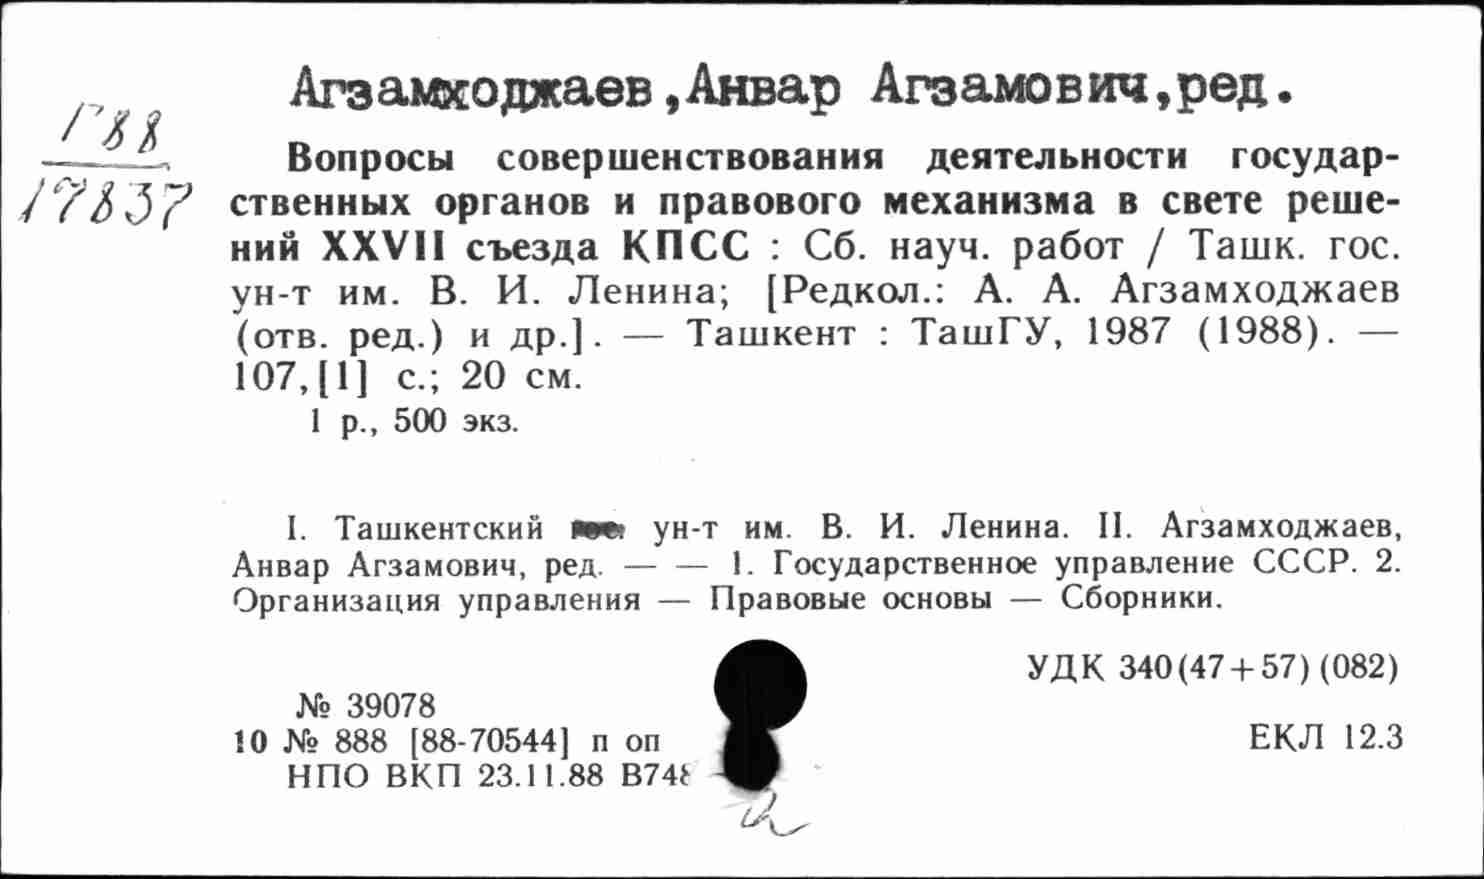 Агзамходжаев,Анвар Агзамович,ред.
Г88
17837
Вопросы совершенствования деятельности государ-
ственных органов и правового механизма в свете реше-
ний XXVII съезда КПСС : Сб. науч. работ / Ташк. гос.
ун-т им. В. И. Ленина; [Редкол.: А. А. Агзамходжаев
(отв. ред.) и др.]. — Ташкент : ТашГУ, 1987 (1988). —
107,[1] с.; 20 см.
1 р., 500 экз.
I. Ташкентский ун-т им. В. И. Ленина. II. Агзамходжаев,
Анвар Агзамович, ред. — — 1. Государственное управление СССР. 2.
Организация управления — Правовые основы — Сборники.
УДК 340(47+57)(082)
№ 39078
10 № 888 [88-70544] п оп
ЕКЛ 12.3
НПО ВКП 23.11.88 В74